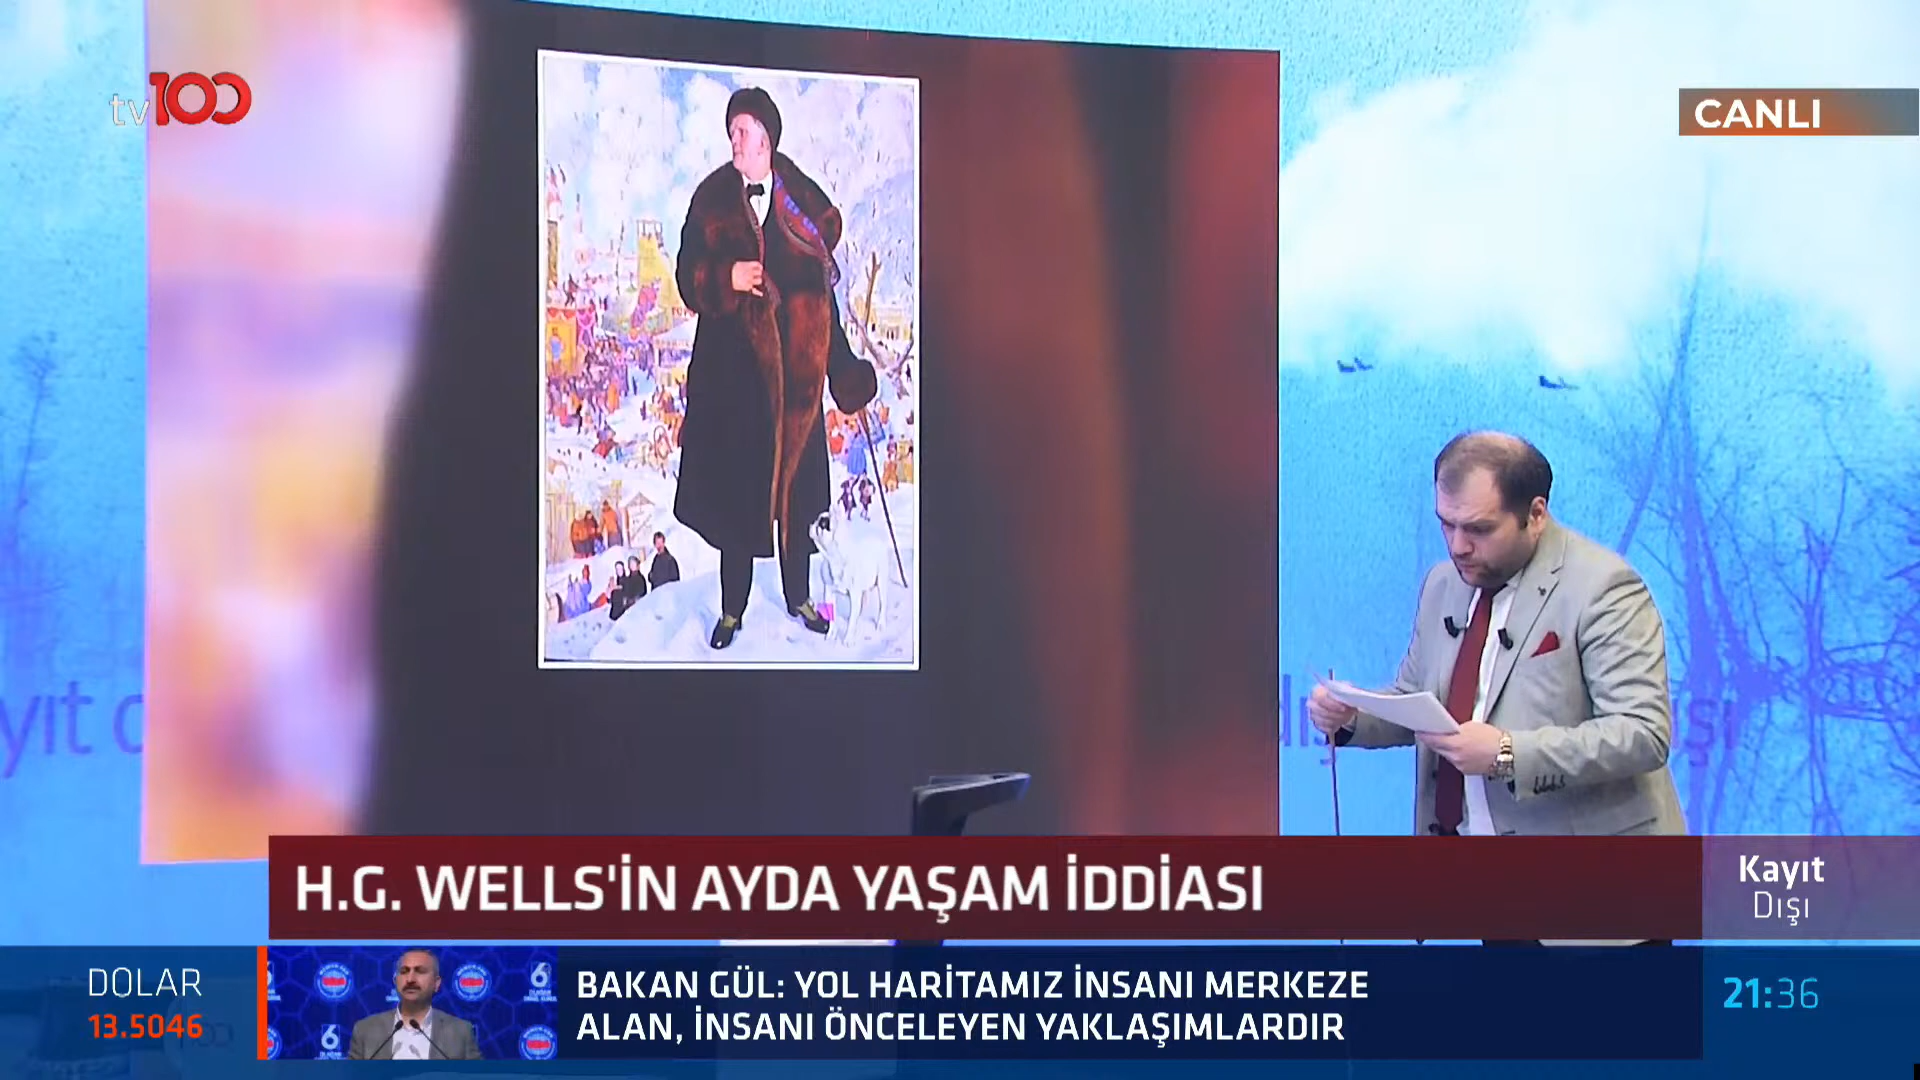 tv100
CANLI
H.G. WELLS'İN AYDA YAŞAM İDDİASI
Kayıt
Dışı
DOLAR
13.5046
BAKAN GÜL: YOL HARİTAMIZ İNSANI MERKEZE
ALAN, İNSANI ÖNCELEYEN YAKLAŞIMLARDIR
21:36